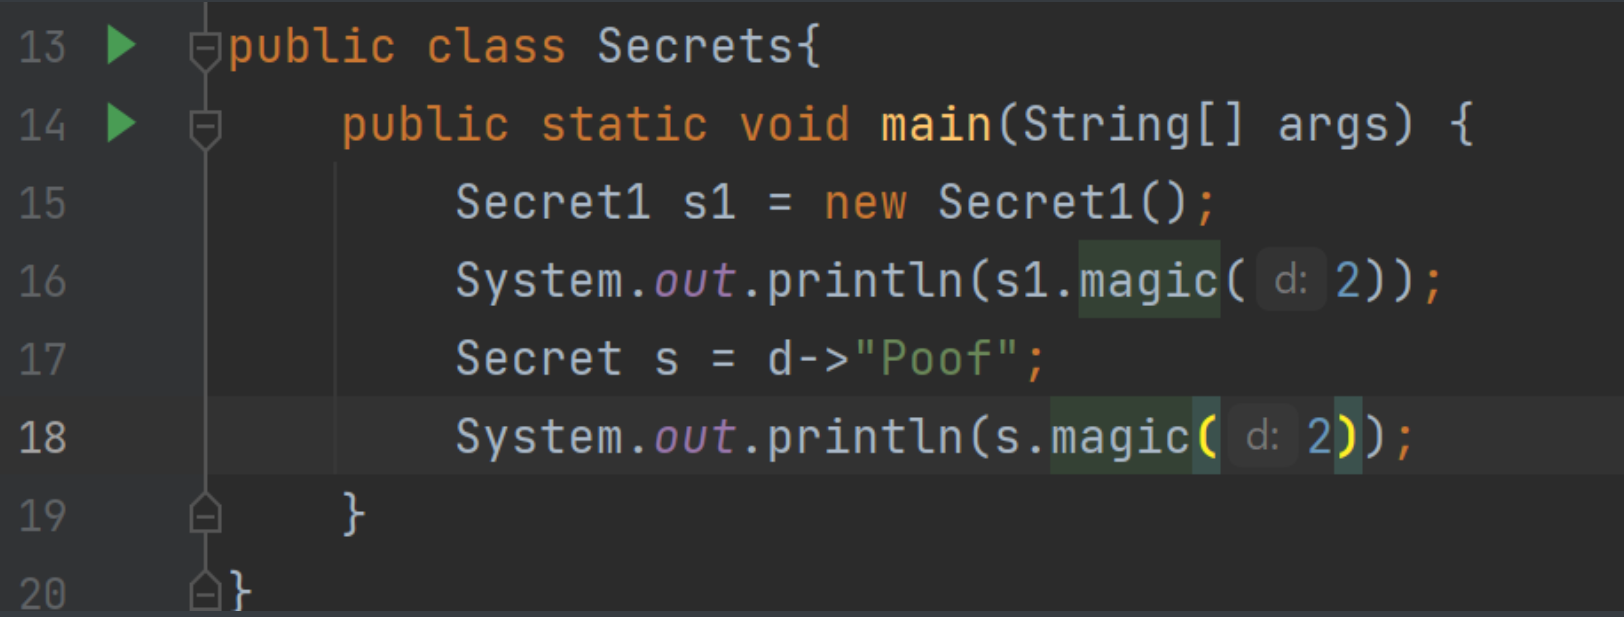 13 public class Secrets{
14 public static void main(String[] args) {
15 Secret1 s1 = new Secret1();
16 System.out.println(s1.magic( d: 2));
17 Secret s = d->"Poof";
18 System.out.println(s.magic( d: 2));
19 }
20 }